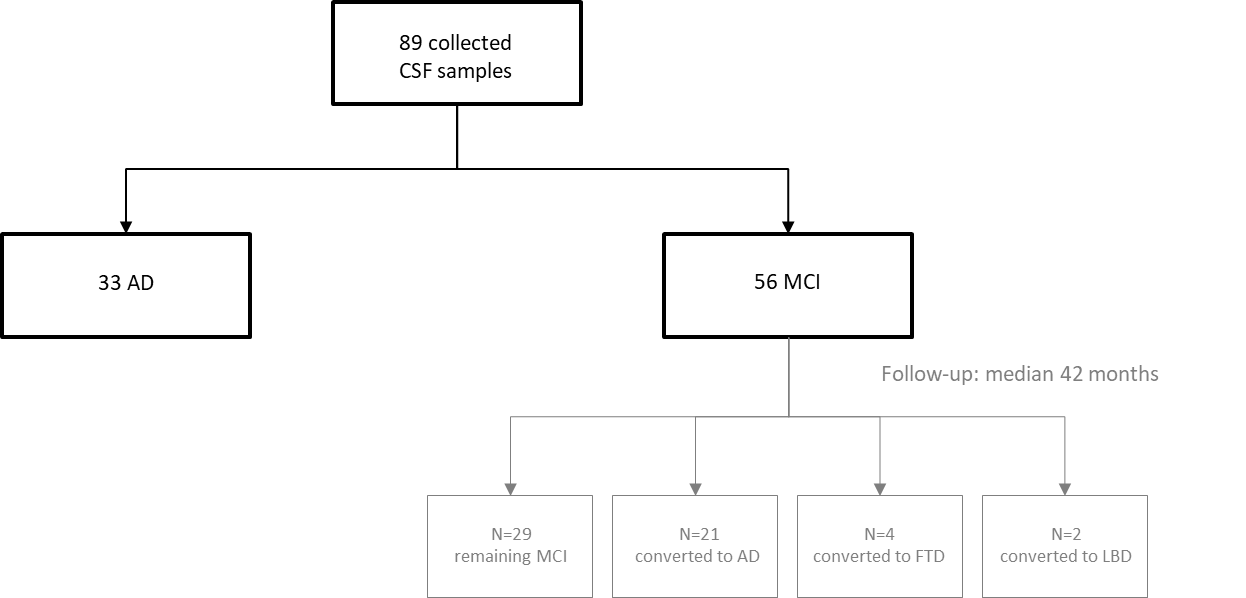 89 collected
CSF samples
33 AD
56 MCI
Follow-up: median 42 months
N=29
remaining MCI
N=21
converted to AD
N=4
converted to FTD
N=2
converted to LBD